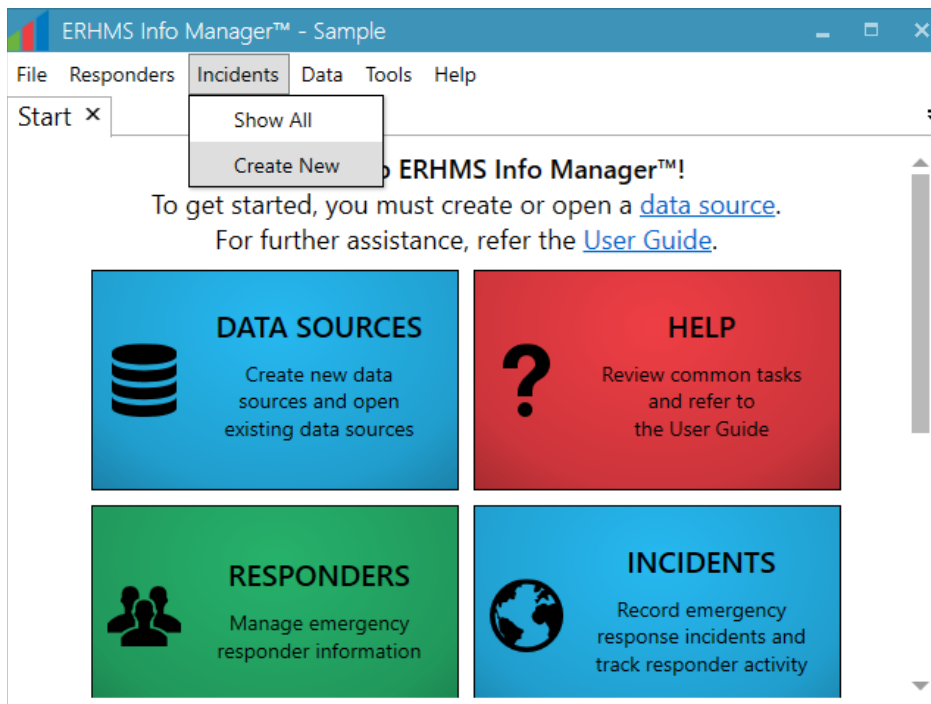 ERHMS Info Manager™ - Sample
File Responders Incidents Data Tools Help
Start ×
Show All
Create New
ERHMS Info Manager™!
To get started, you must create or open a data source.
For further assistance, refer the User Guide.
DATA SOURCES
Create new data
sources and open
existing data sources
HELP
Review common tasks
and refer to
the User Guide
RESPONDERS
Manage emergency
responder information
INCIDENTS
Record emergency
response incidents and
track responder activity